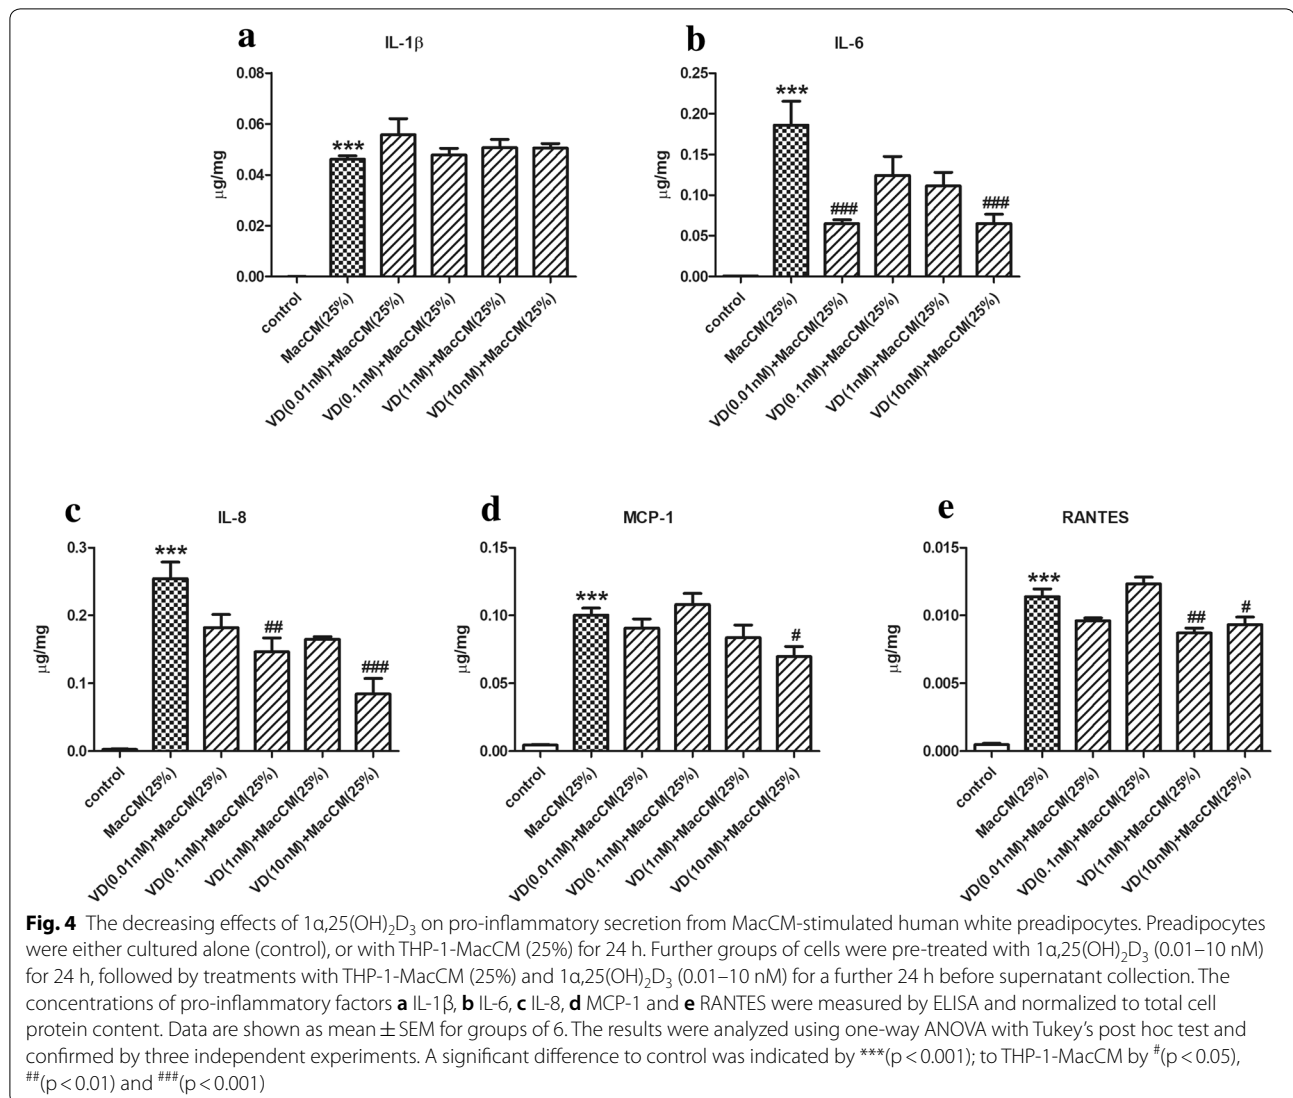 a
IL-1β
μg/mg
0.08
0.06
0.04
0.02
0.00
***
control
MacCM(25%)
VD(0.01nM)+MacCM(25%)
VD(0.1nM)+MacCM(25%)
VD(1nM)+MacCM(25%)
VD(10nM)+MacCM(25%)
b
IL-6
μg/mg
0.25
0.20
0.15
0.10
0.05
0.00
***
###
###
control
MacCM(25%)
VD(0.01nM)+MacCM(25%)
VD(0.1nM)+MacCM(25%)
VD(1nM)+MacCM(25%)
VD(10nM)+MacCM(25%)
c
IL-8
μg/mg
0.3
0.2
0.1
0.0
***
##
###
control
MacCM(25%)
VD(0.01nM)+MacCM(25%)
VD(0.1nM)+MacCM(25%)
VD(1nM)+MacCM(25%)
VD(10nM)+MacCM(25%)
d
MCP-1
μg/mg
0.15
0.10
0.05
0.00
***
#
control
MacCM(25%)
VD(0.01nM)+MacCM(25%)
VD(0.1nM)+MacCM(25%)
VD(1nM)+MacCM(25%)
VD(10nM)+MacCM(25%)
e
RANTES
μg/mg
0.015
0.010
0.005
0.000
***
##
#
control
MacCM(25%)
VD(0.01nM)+MacCM(25%)
VD(0.1nM)+MacCM(25%)
VD(1nM)+MacCM(25%)
VD(10nM)+MacCM(25%)
Fig. 4 The decreasing effects of 1α,25(OH)₂D₃ on pro-inflammatory secretion from MacCM-stimulated human white preadipocytes. Preadipocytes
were either cultured alone (control), or with THP-1-MacCM (25%) for 24 h. Further groups of cells were pre-treated with 1α,25(OH)₂D₃ (0.01–10 nM)
for 24 h, followed by treatments with THP-1-MacCM (25%) and 1α,25(OH)₂D₃ (0.01–10 nM) for a further 24 h before supernatant collection. The
concentrations of pro-inflammatory factors a IL-1β, b IL-6, c IL-8, d MCP-1 and e RANTES were measured by ELISA and normalized to total cell
protein content. Data are shown as mean ± SEM for groups of 6. The results were analyzed using one-way ANOVA with Tukey's post hoc test and
confirmed by three independent experiments. A significant difference to control was indicated by ***(p < 0.001); to THP-1-MacCM by #(p < 0.05),
##(p < 0.01) and ###(p < 0.001)